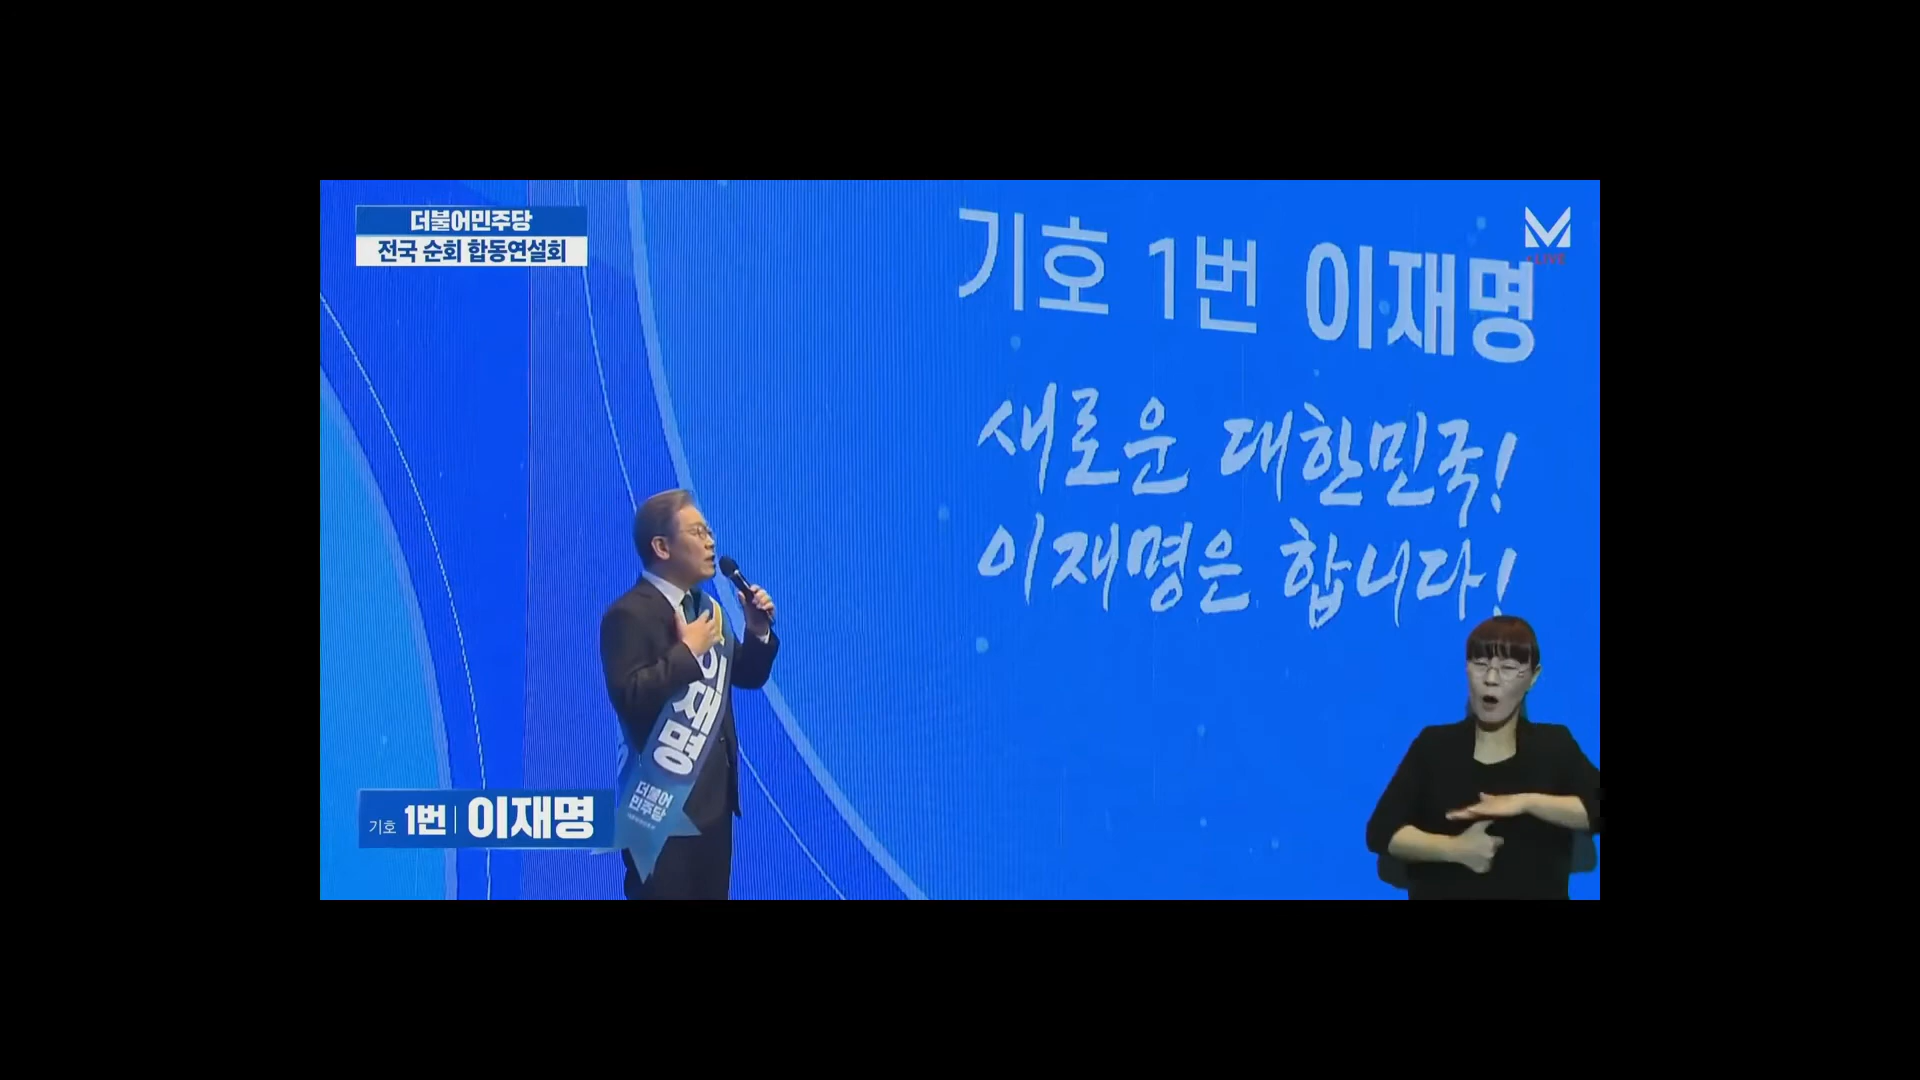 더불어민주당
전국 순회 합동연설회
기호 1번 이재명
새로운 대한민국!
이재명은 합니다!
이재명
더불어
민주당
기호 1번 이재명